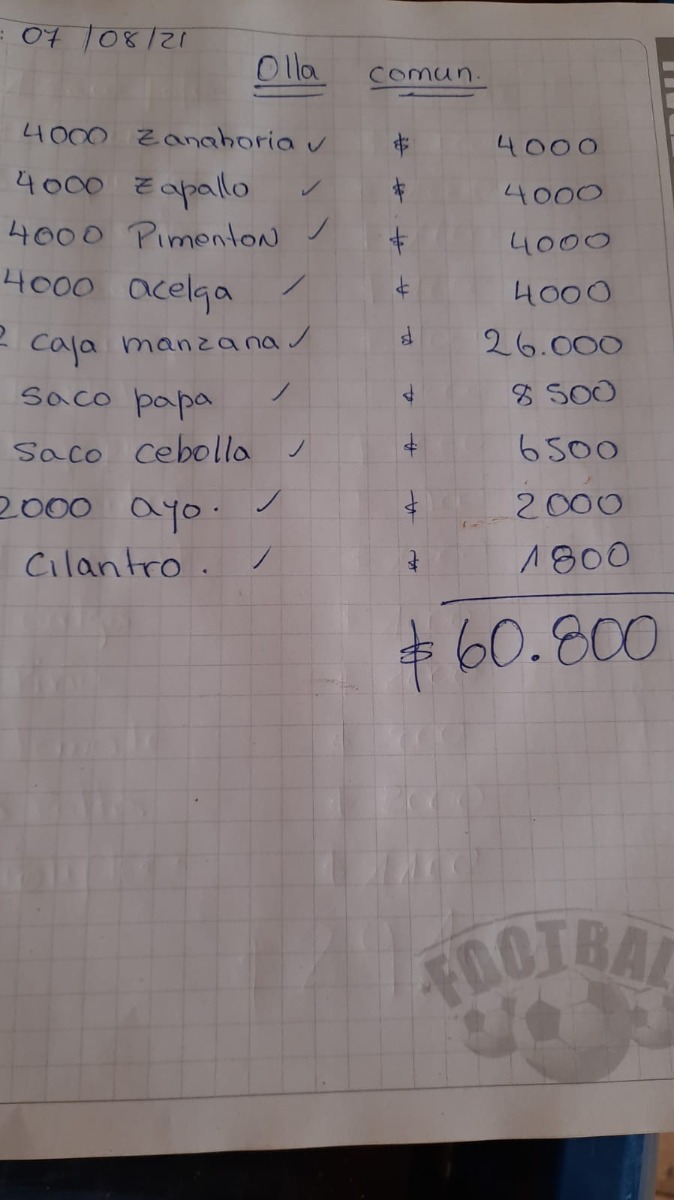 : 07/08/21
Olla comun.
4000 zanahoria ✓ $ 4000
4000 zapallo ✓ $ 4000
4000 PimentoN ✓ $ 4000
4000 acelga ✓ $ 4000
2 caja manzana ✓ $ 26.000
saco papa ✓ $ 8500
saco cebolla ✓ $ 6500
2000 ayo. ✓ $ 2000
Cilantro. ✓ $ 1800
$ 60.800
FOOTBAL